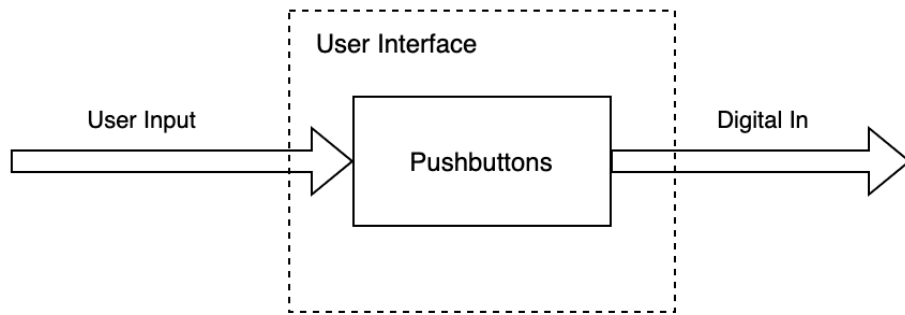 User Interface
User Input
Digital In
Pushbuttons